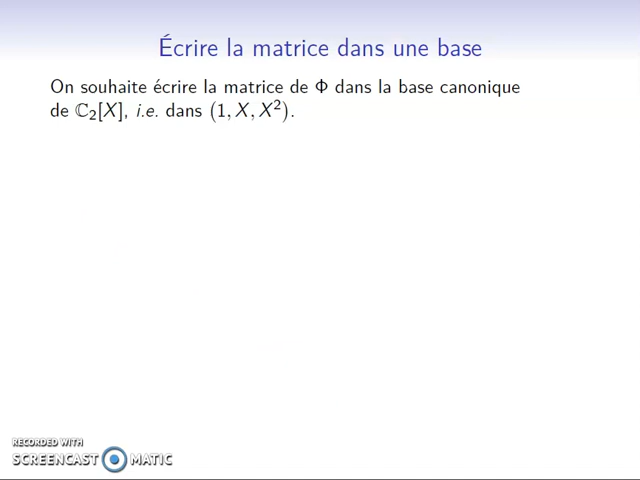 Écrire la matrice dans une base
On souhaite écrire la matrice de Φ dans la base canonique
de ℂ₂[X], i.e. dans (1, X, X²).
RECORDED WITH
SCREENCAST MATIC